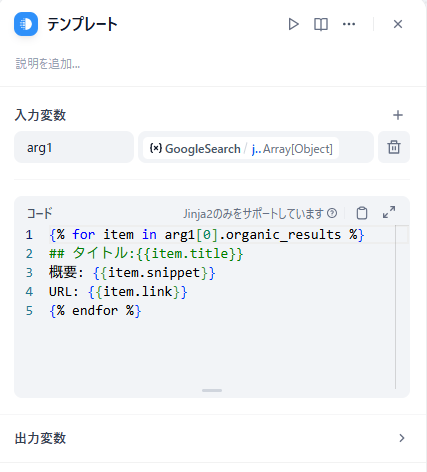 テンプレート
説明を追加...
入力変数
arg1
(x) GoogleSearch / j.. Array[Object]
コード
Jinja2のみをサポートしています
1 {% for item in arg1[0].organic_results %}
2 ## タイトル:{{item.title}}
3 概要: {{item.snippet}}
4 URL: {{item.link}}
5 {% endfor %}
出力変数